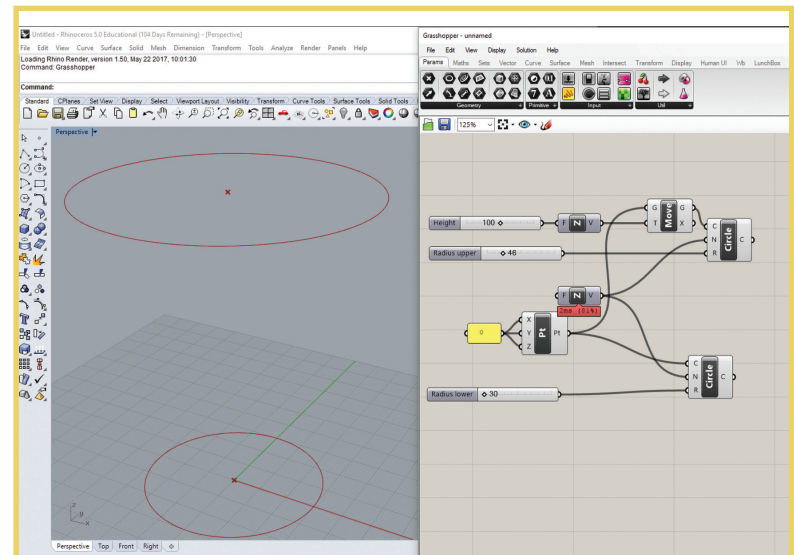 Untitled - Rhinoceros 5.0 Educational (104 Days Remaining) - [Perspective]
File Edit View Curve Surface Solid Mesh Dimension Transform Tools Analyze Render Panels Help
Loading Rhino Render, version 1.50, May 22 2017, 10:01:30
Command: Grasshopper
Command:
Standard CPlanes Set View Display Select Viewport Layout Visibility Transform Curve Tools Surface Tools Solid Tools
Perspective
z
y
x
Perspective Top Front Right
Grasshopper - unnamed
File Edit View Display Solution Help
Params Maths Sets Vector Curve Surface Mesh Intersect Transform Display Human UI Wb LunchBox
Geometry Primitive Input Util
125%
Height 100
F Z V
G T Move G X
Radius upper 46
C N R Circle C
F Z V
2ms (81%)
0
X Y Z Pt Pt
C N R Circle C
Radius lower 30